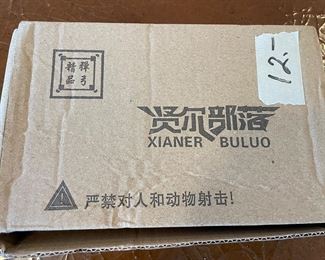 彈弓
精品
12.-
贤尔部落
XIANER BULUO
严禁对人和动物射击!